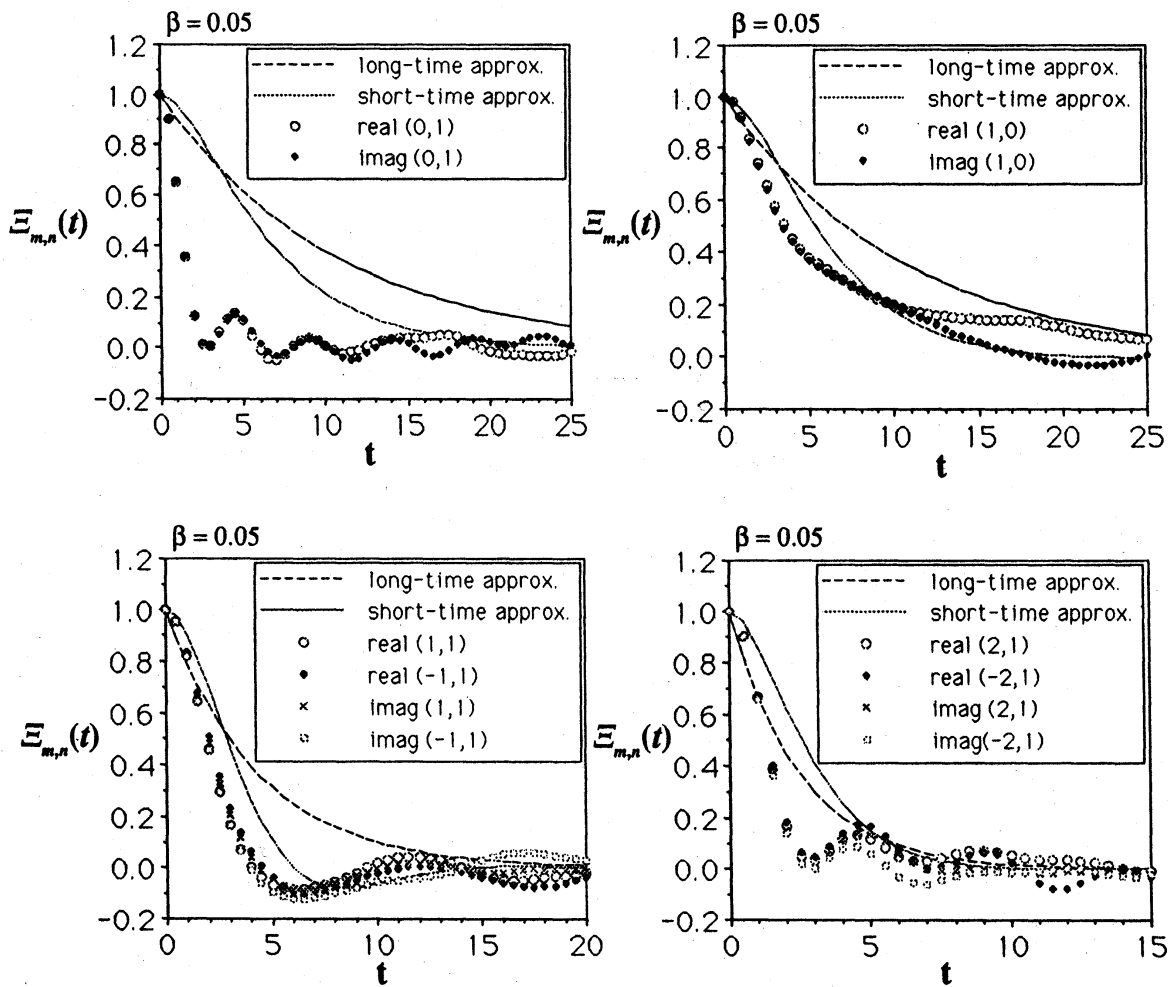 β = 0.05
1.2
1.0
0.8
0.6
0.4
0.2
0.0
-0.2
Ξm,n(t)
long-time approx.
short-time approx.
real (0,1)
imag (0,1)
0
5
10
15
20
25
t
β = 0.05
1.2
1.0
0.8
0.6
0.4
0.2
0.0
-0.2
Ξm,n(t)
long-time approx.
short-time approx.
real (1,0)
imag (1,0)
0
5
10
15
20
25
t
β = 0.05
1.2
1.0
0.8
0.6
0.4
0.2
0.0
-0.2
Ξm,n(t)
long-time approx.
short-time approx.
real (1,1)
real (-1,1)
imag (1,1)
imag (-1,1)
0
5
10
15
20
t
β = 0.05
1.2
1.0
0.8
0.6
0.4
0.2
0.0
-0.2
Ξm,n(t)
long-time approx.
short-time approx.
real (2,1)
real (-2,1)
imag (2,1)
imag(-2,1)
0
5
10
15
t